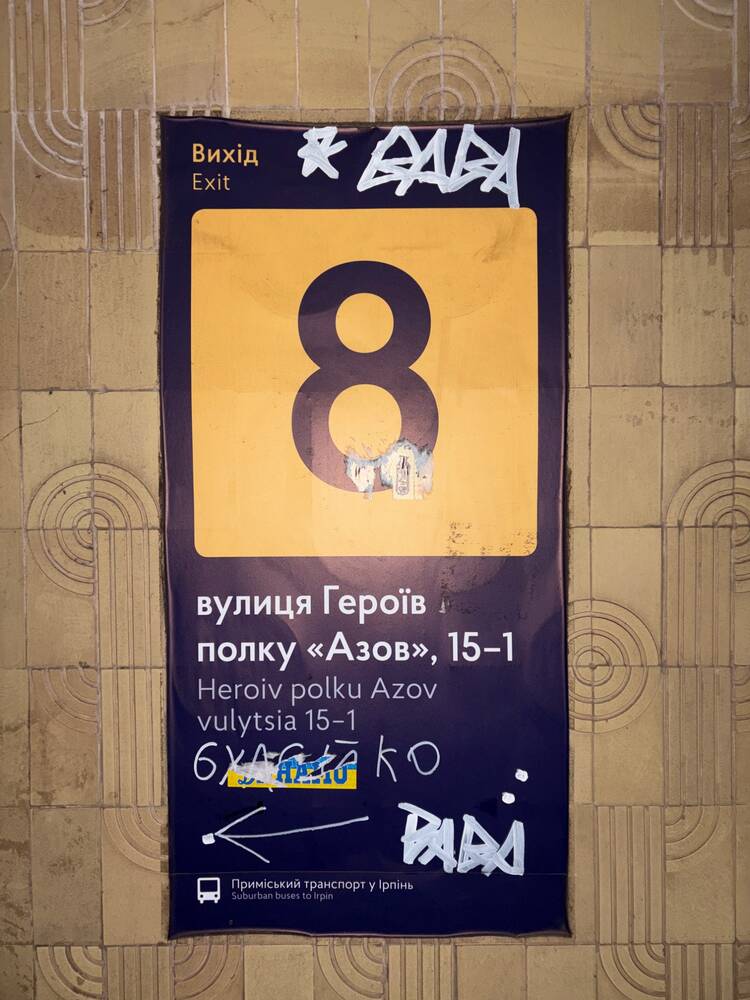 Вихід
Exit
8
вулиця Героїв
полку «Азов», 15–1
Heroiv polku Azov
vulytsia 15–1
Приміський транспорт у Ірпінь
Suburban buses to Irpin